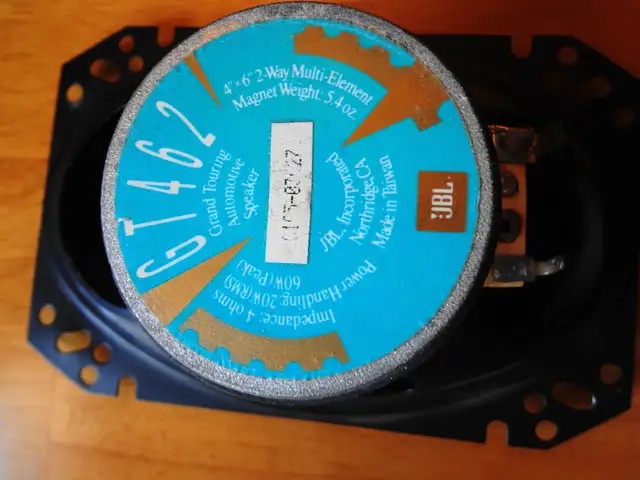 GT462
4" x 6" 2-Way Multi-Element
Magnet Weight: 5.4 oz.
Grand Touring
Automotive
Speaker
JBL Incorporated
Northridge, CA
Made in Taiwan
JBL
Impedance: 4 ohms
Power Handling: 20W (RMS)
60W (Peak)